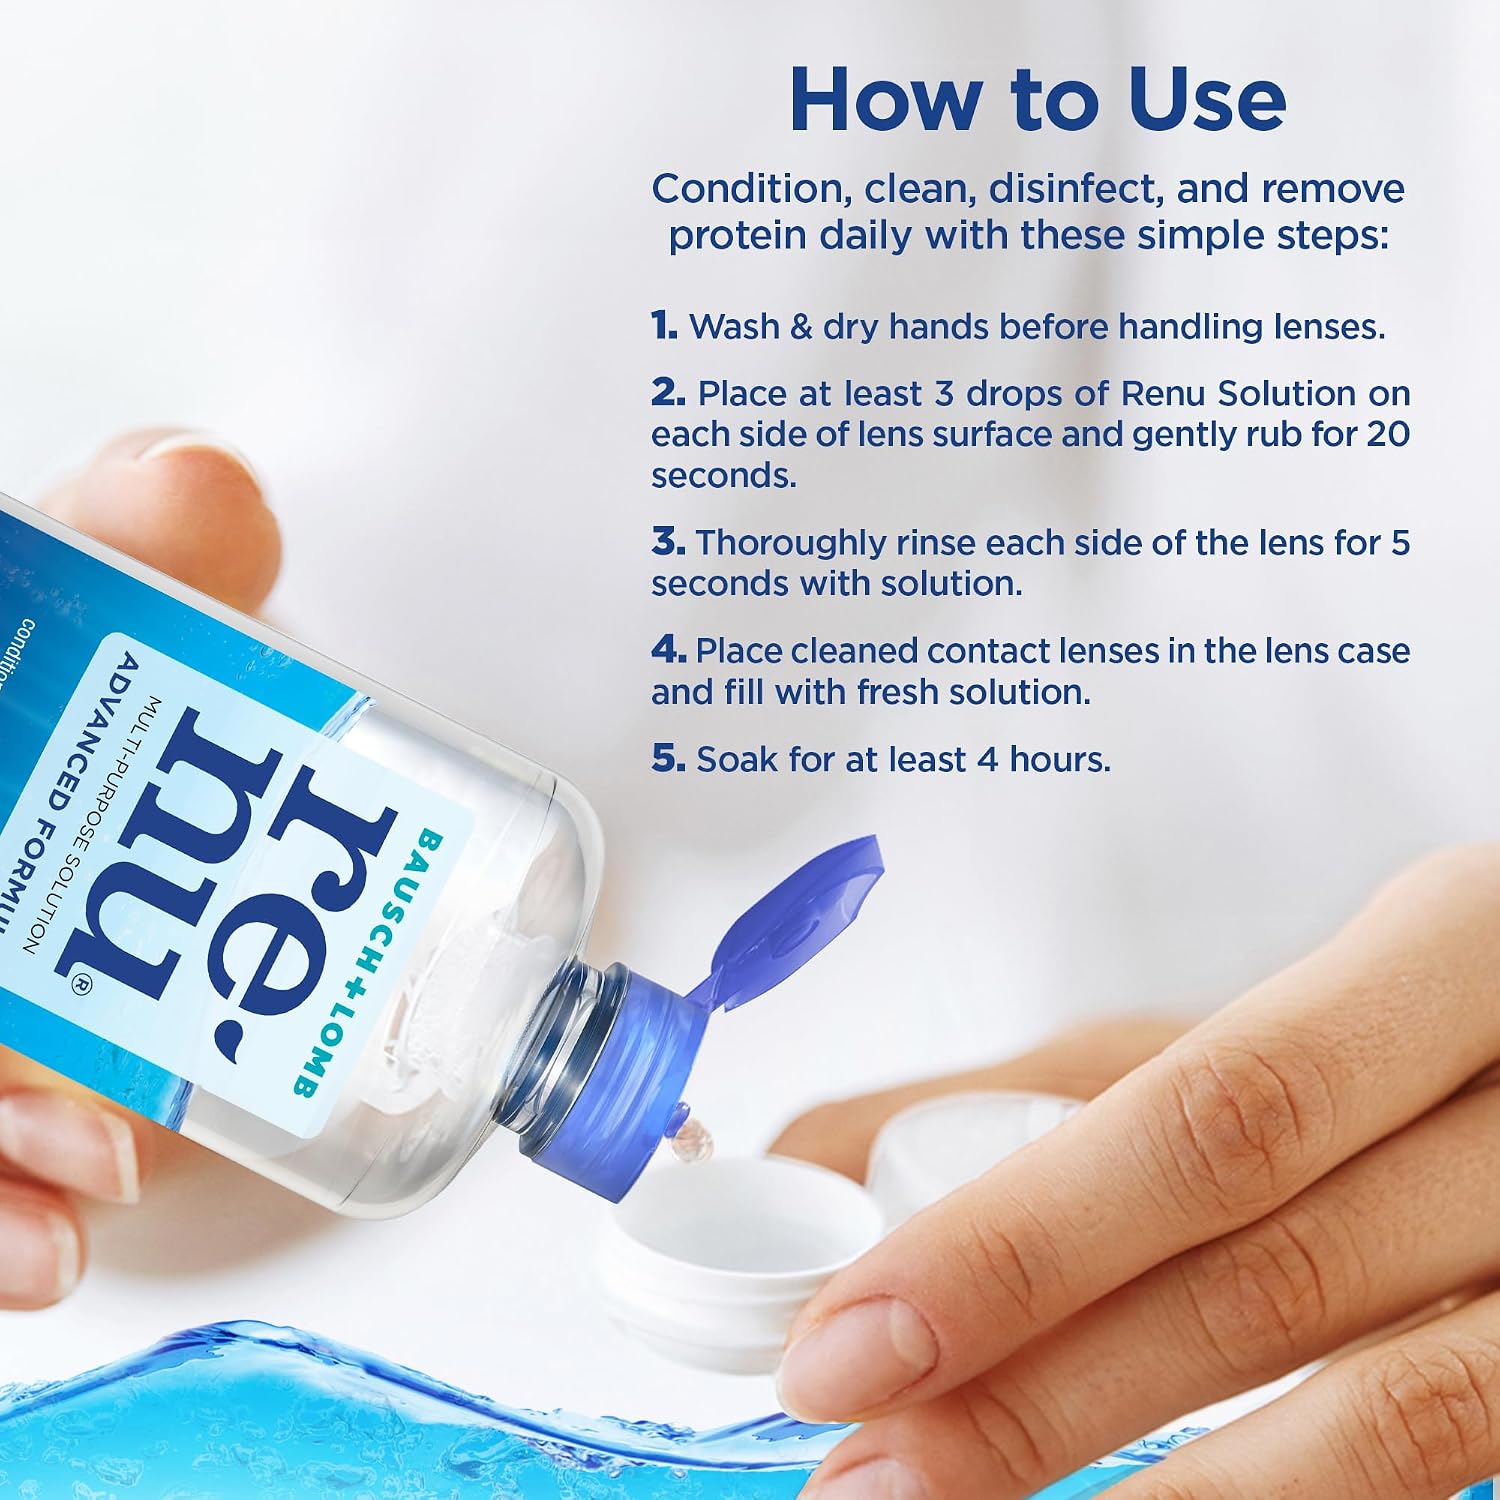 How to Use
Condition, clean, disinfect, and remove
protein daily with these simple steps:
1. Wash & dry hands before handling lenses.
2. Place at least 3 drops of Renu Solution on
each side of lens surface and gently rub for 20
seconds.
3. Thoroughly rinse each side of the lens for 5
seconds with solution.
4. Place cleaned contact lenses in the lens case
and fill with fresh solution.
5. Soak for at least 4 hours.
BAUSCH+LOMB
re
nu®
MULTI-PURPOSE SOLUTION
ADVANCED FORMUL
condition